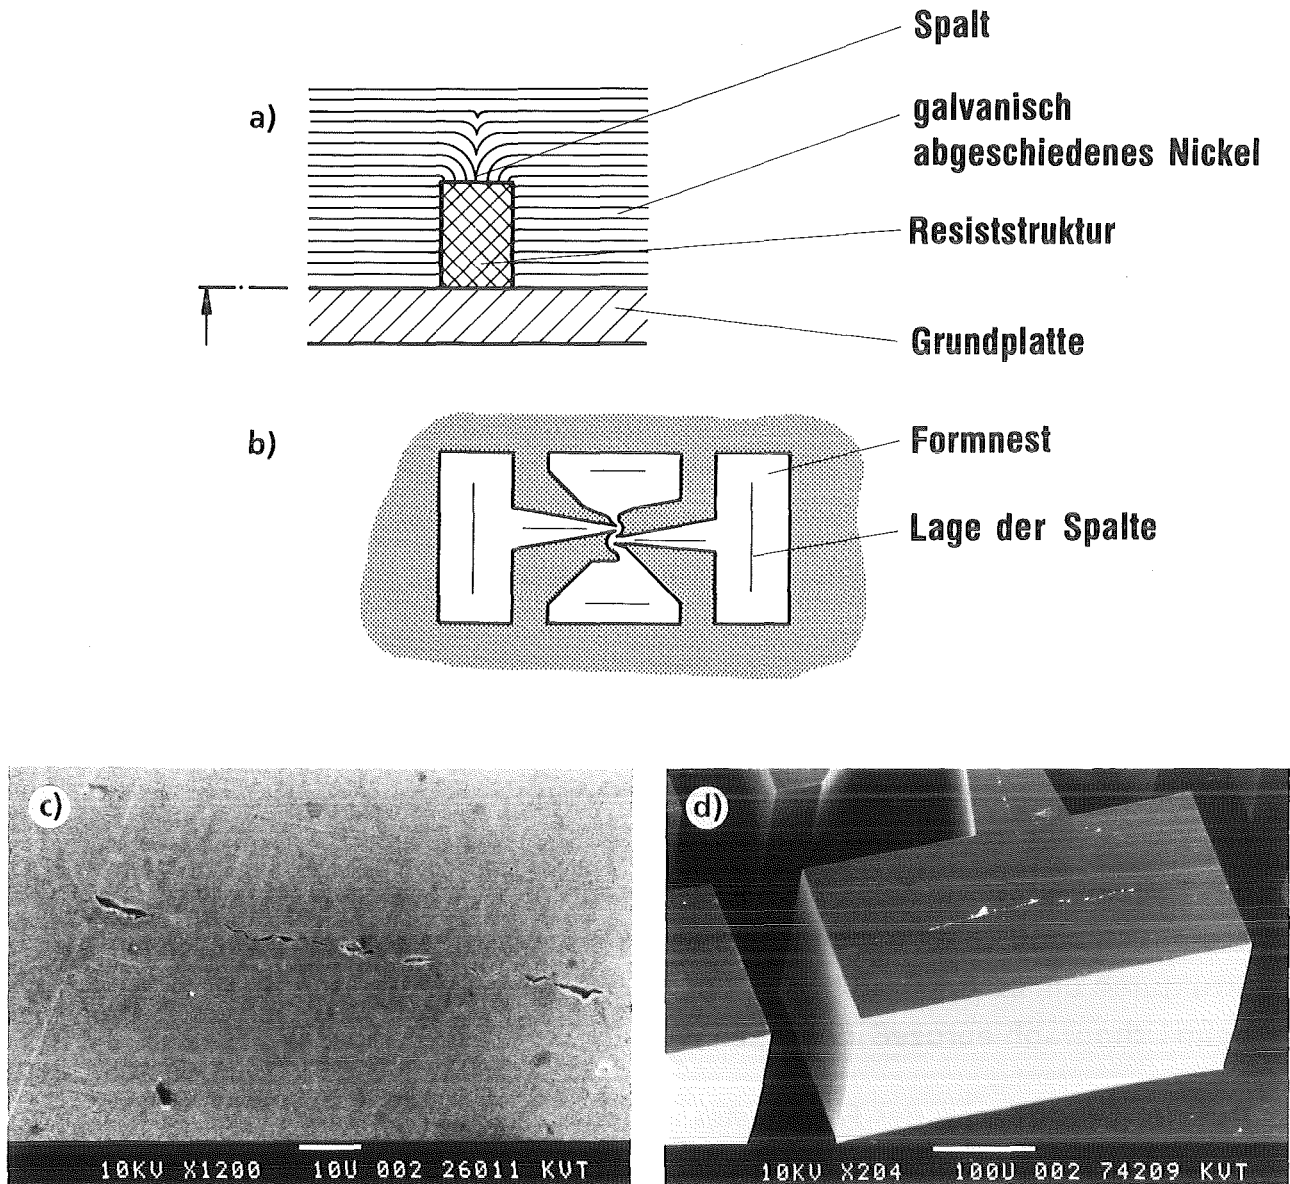 Spalt
a)
galvanisch
abgeschiedenes Nickel
Resiststruktur
Grundplatte
b)
Formnest
Lage der Spalte
c)
d)
10KV X1200 10U 002 26011 KVT
10KV X204 100U 002 74209 KVT